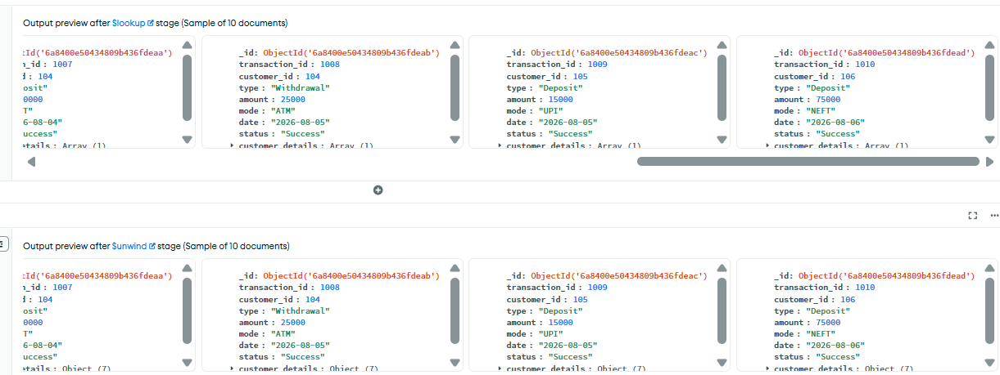 Output preview after $lookup stage (Sample of 10 documents)
:tId('6a8400e50434809b436fdeaa')
n_id : 1007
: 104
osit"
0000
T"
6-08-04"
uccess"
etails : Array (1)
_id: ObjectId('6a8400e50434809b436fdeab')
transaction_id : 1008
customer_id : 104
type : "Withdrawal"
amount : 25000
mode : "ATM"
date : "2026-08-05"
status : "Success"
customer_details : Array (1)
_id: ObjectId('6a8400e50434809b436fdeac')
transaction_id : 1009
customer_id : 105
type : "Deposit"
amount : 15000
mode : "UPI"
date : "2026-08-05"
status : "Success"
customer_details : Array (1)
_id: ObjectId('6a8400e50434809b436fdead')
transaction_id : 1010
customer_id : 106
type : "Deposit"
amount : 75000
mode : "NEFT"
date : "2026-08-06"
status : "Success"
customer_details : Array (1)
Output preview after $unwind stage (Sample of 10 documents)
:tId('6a8400e50434809b436fdeaa')
n_id : 1007
: 104
osit"
0000
T"
6-08-04"
uccess"
etails : Object (7)
_id: ObjectId('6a8400e50434809b436fdeab')
transaction_id : 1008
customer_id : 104
type : "Withdrawal"
amount : 25000
mode : "ATM"
date : "2026-08-05"
status : "Success"
customer_details : Object (7)
_id: ObjectId('6a8400e50434809b436fdeac')
transaction_id : 1009
customer_id : 105
type : "Deposit"
amount : 15000
mode : "UPI"
date : "2026-08-05"
status : "Success"
customer_details : Object (7)
_id: ObjectId('6a8400e50434809b436fdead')
transaction_id : 1010
customer_id : 106
type : "Deposit"
amount : 75000
mode : "NEFT"
date : "2026-08-06"
status : "Success"
customer_details : Object (7)